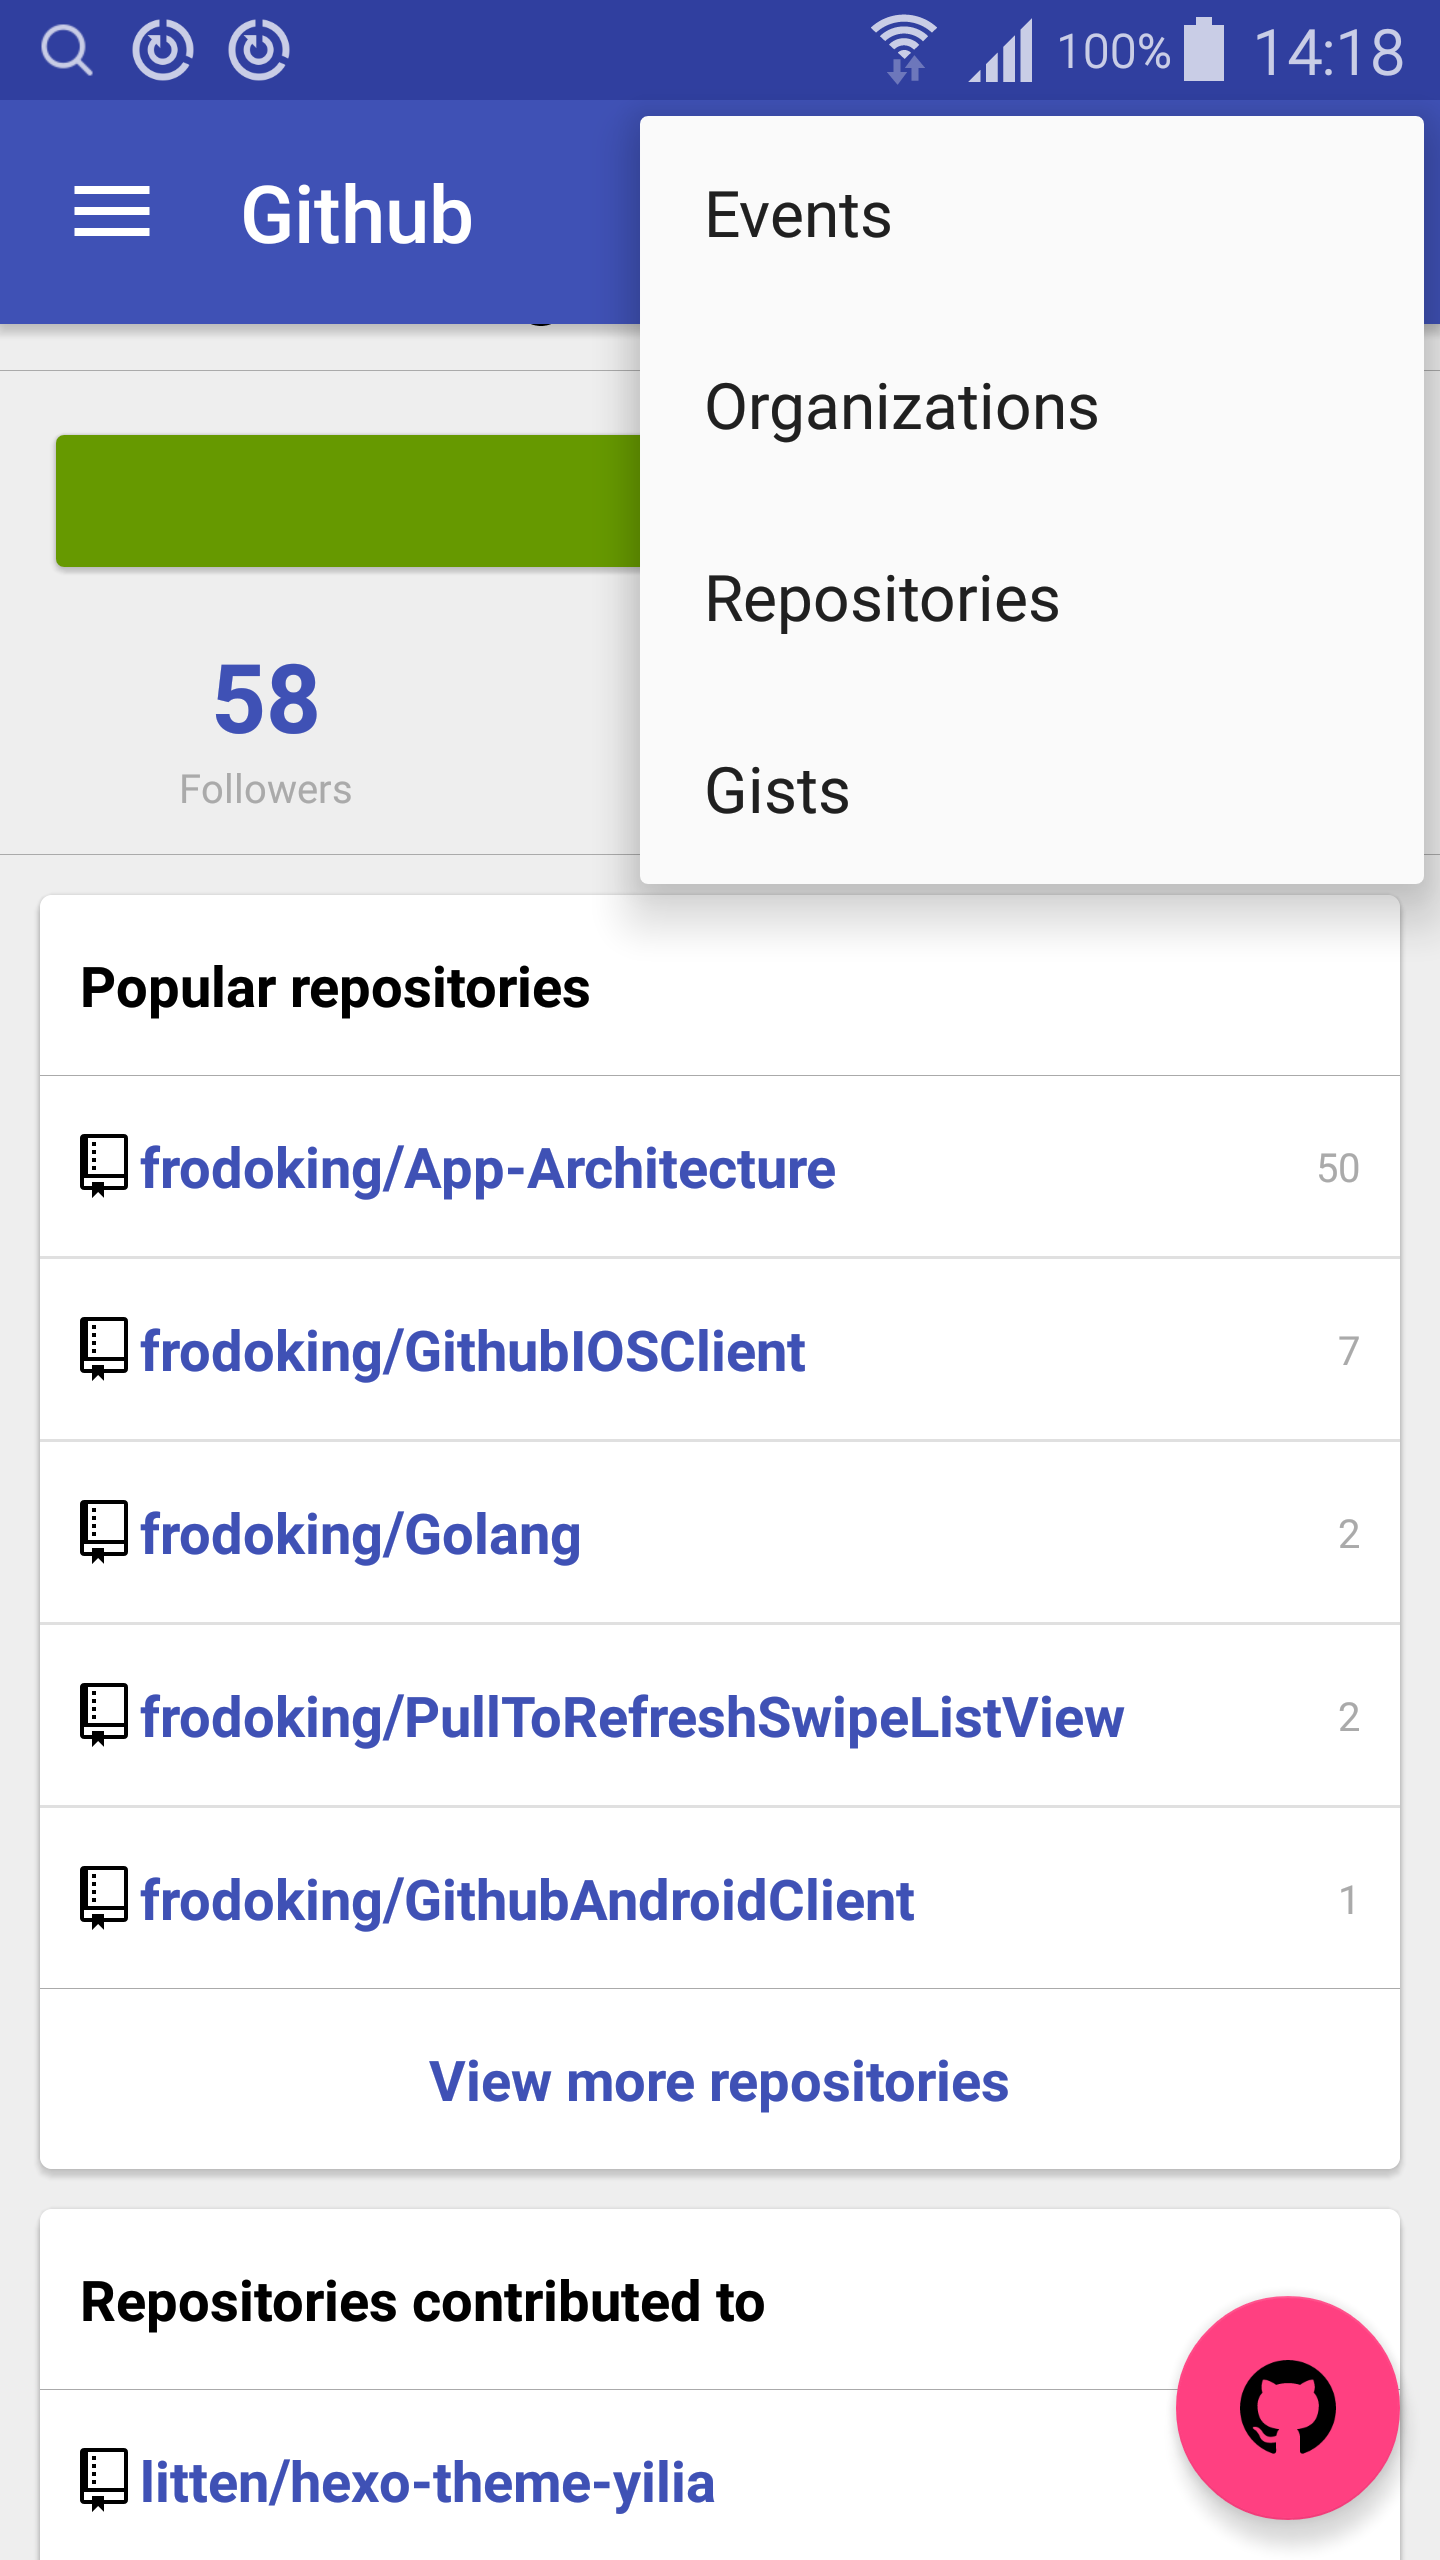 100% 14:18
Github
Events
Organizations
Repositories
Gists
58
Followers
Popular repositories
frodoking/App-Architecture 50
frodoking/GithubIOSClient 7
frodoking/Golang 2
frodoking/PullToRefreshSwipeListView 2
frodoking/GithubAndroidClient 1
View more repositories
Repositories contributed to
litten/hexo-theme-yilia